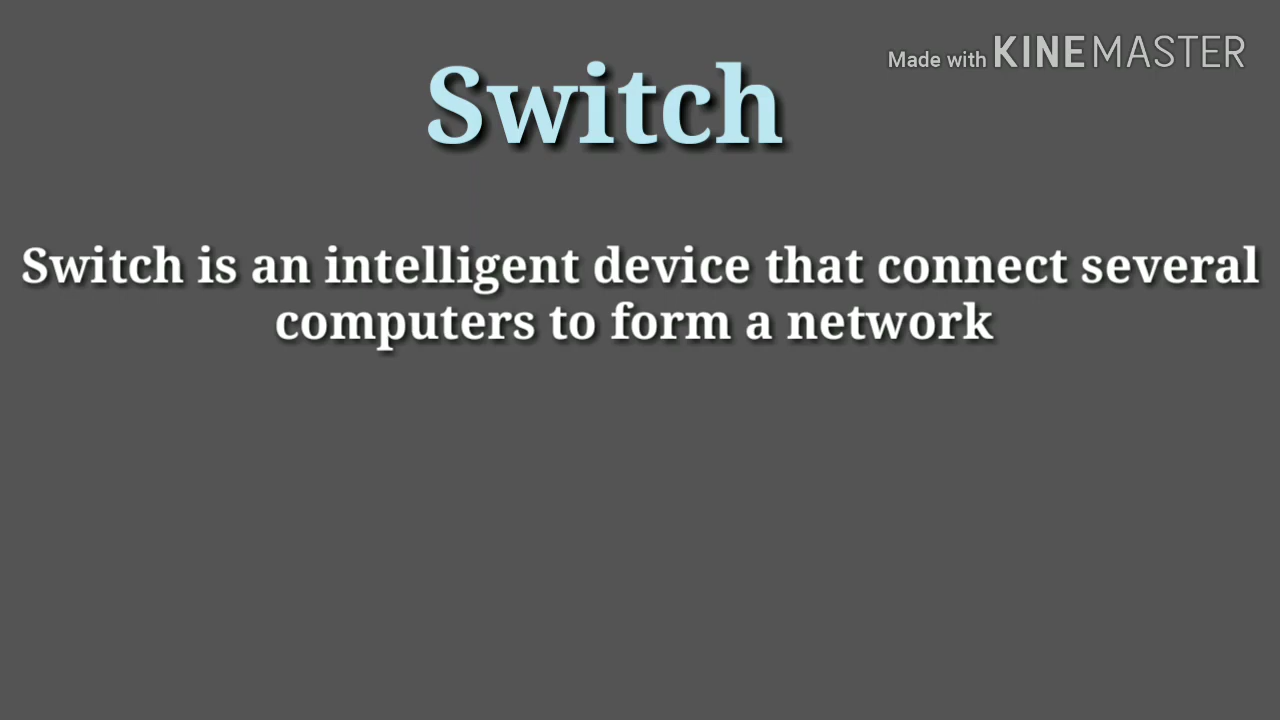 Made with KINEMASTER
Switch
Switch is an intelligent device that connect several
computers to form a network